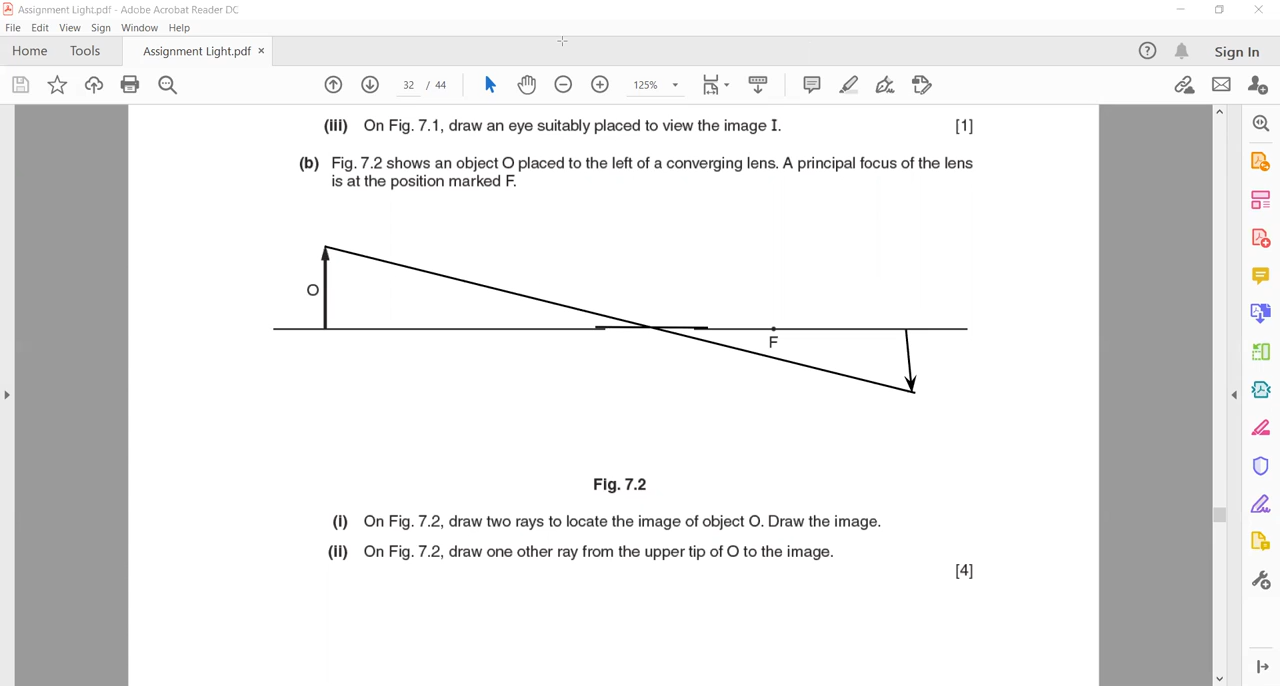 Assignment Light.pdf - Adobe Acrobat Reader DC
File Edit View Sign Window Help
Home Tools Assignment Light.pdf × Sign In
32 / 44 125%
(iii) On Fig. 7.1, draw an eye suitably placed to view the image I. [1]
(b) Fig. 7.2 shows an object O placed to the left of a converging lens. A principal focus of the lens
is at the position marked F.
O
F
Fig. 7.2
(i) On Fig. 7.2, draw two rays to locate the image of object O. Draw the image.
(ii) On Fig. 7.2, draw one other ray from the upper tip of O to the image.
[4]